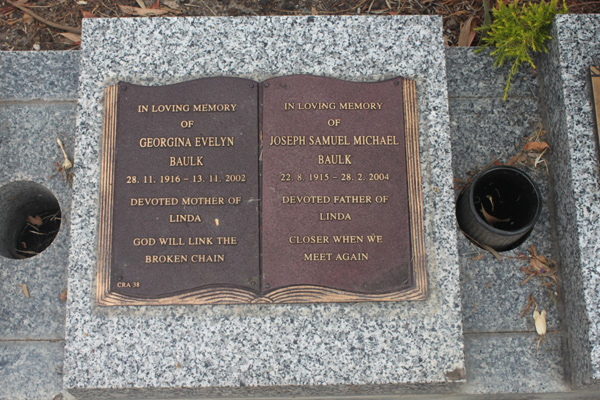 IN LOVING MEMORY
OF
GEORGINA EVELYN
BAULK
28. 11. 1916 – 13. 11. 2002
DEVOTED MOTHER OF
LINDA
GOD WILL LINK THE
BROKEN CHAIN
CRA 38
IN LOVING MEMORY
OF
JOSEPH SAMUEL MICHAEL
BAULK
22. 8. 1915 – 28. 2. 2004
DEVOTED FATHER OF
LINDA
CLOSER WHEN WE
MEET AGAIN